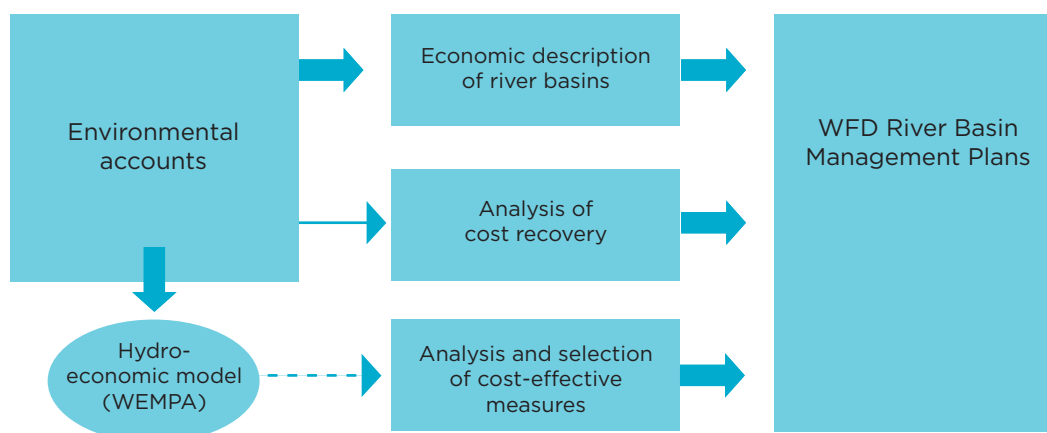 Environmental
accounts
Economic description
of river basins
WFD River Basin
Management Plans
Analysis of
cost recovery
Hydro-
economic model
(WEMPA)
Analysis and selection
of cost-effective
measures